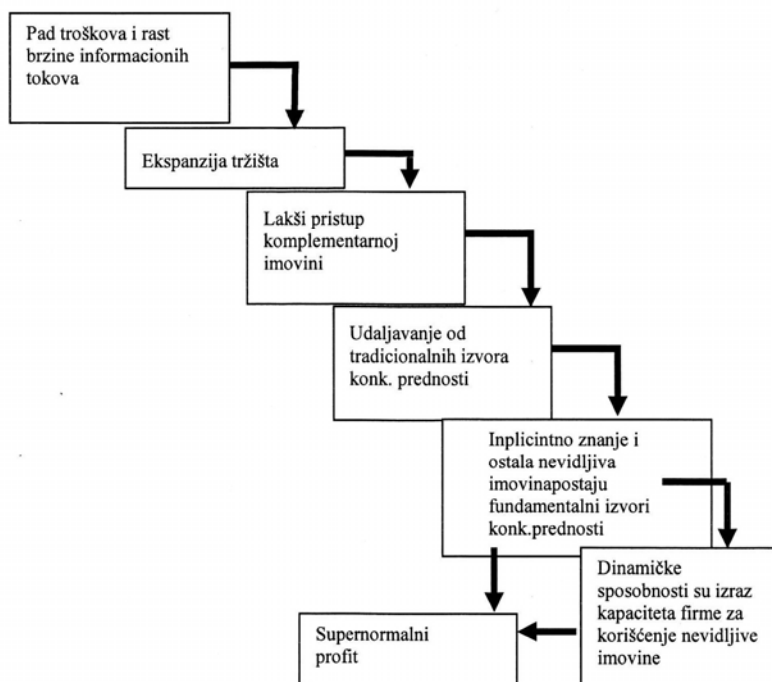 Pad troškova i rast
brzine informacionih
tokova
Ekspanzija tržišta
Lakši pristup
komplementarnoj
imovini
Udaljavanje od
tradicionalnih izvora
konk. prednosti
Inplicintno znanje i
ostala nevidljiva
imovinapostaju
fundamentalni izvori
konk.prednosti
Dinamičke
sposobnosti su izraz
kapaciteta firme za
korišćenje nevidljive
imovine
Supernormalni
profit